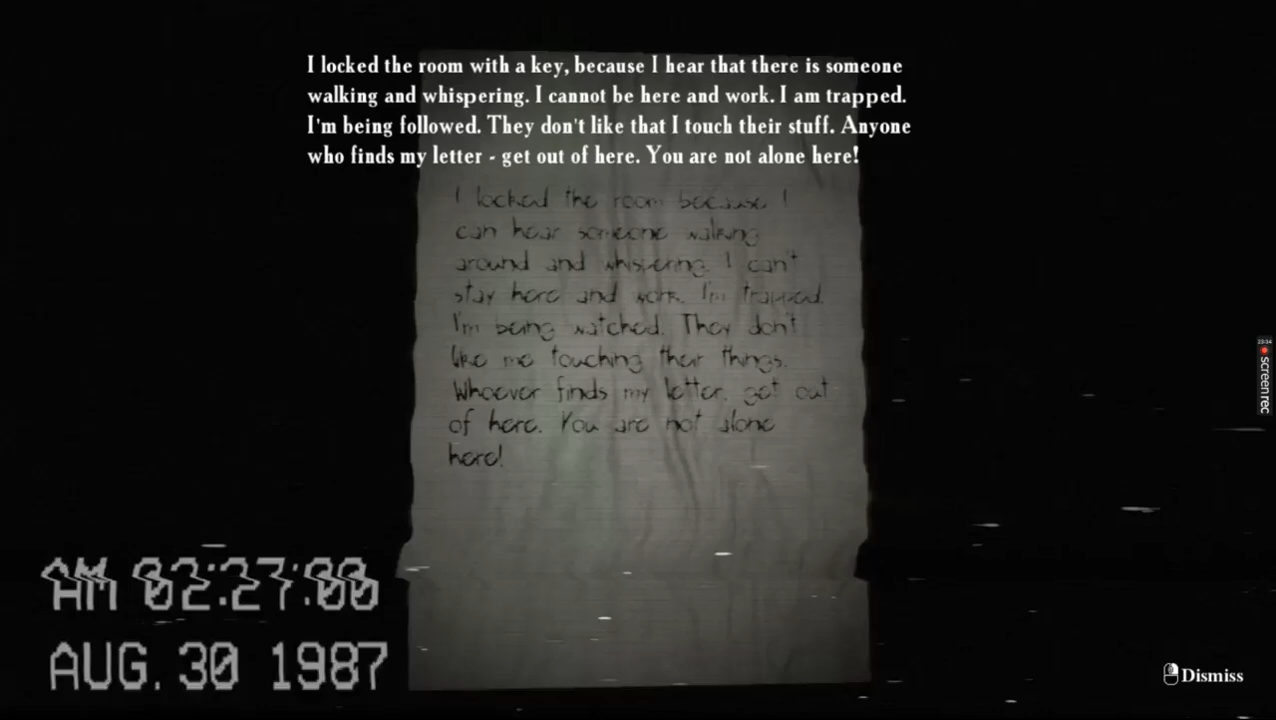 I locked the room with a key, because I hear that there is someone
walking and whispering. I cannot be here and work. I am trapped.
I'm being followed. They don't like that I touch their stuff. Anyone
who finds my letter - get out of here. You are not alone here!
I locked the room because I
can hear someone walking
around and whispering. I can't
stay here and work. I'm trapped.
I'm being watched. They don't
like me touching their things.
Whoever finds my letter, get out
of here. You are not alone
here!
23:34
screen rec
AM 02:27:00
AUG. 30 1987
Dismiss